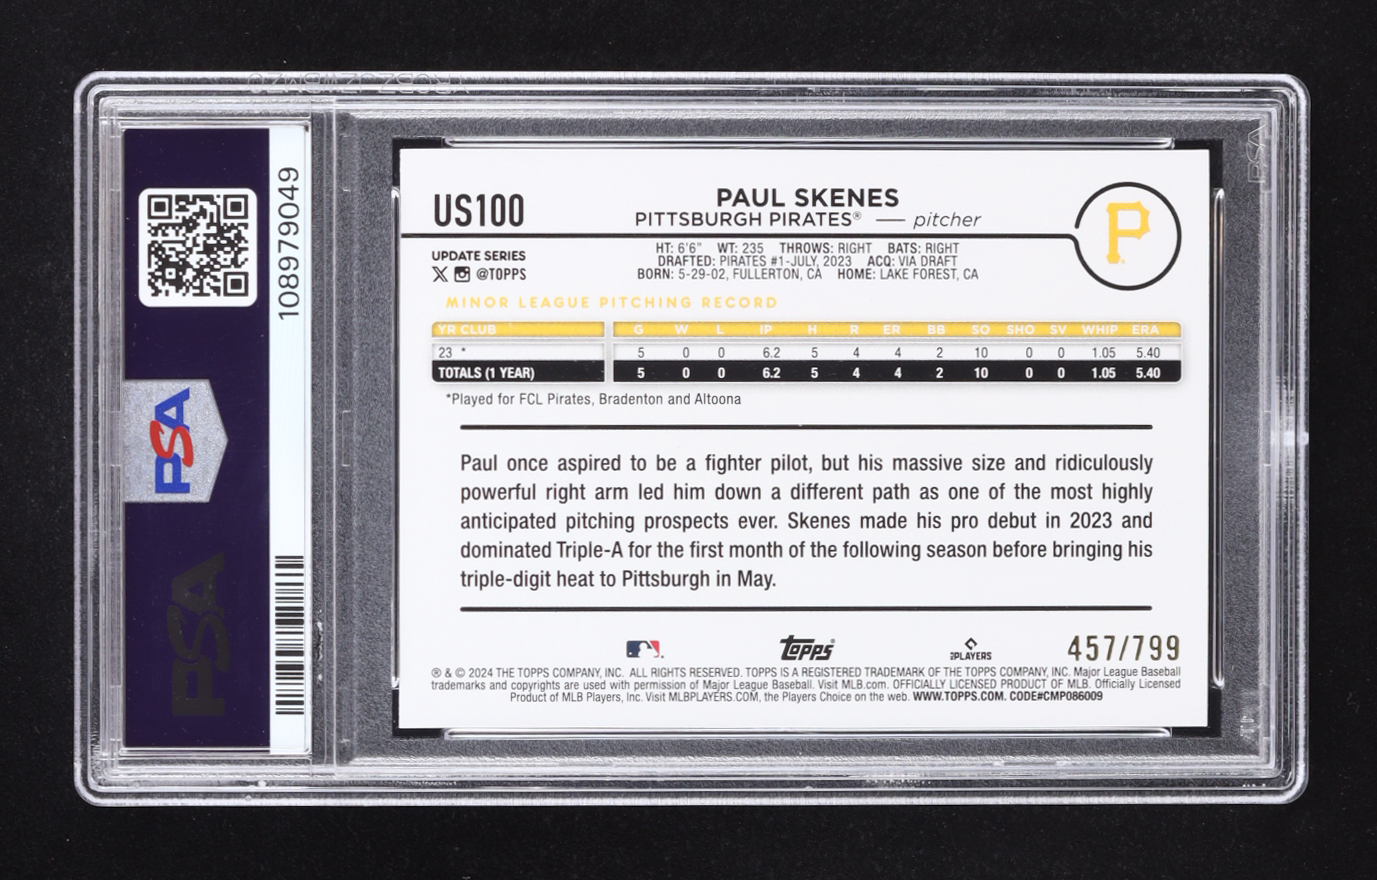 108979049
PSA
PSA
US100
PAUL SKENES
PITTSBURGH PIRATES® — pitcher
P
UPDATE SERIES
@TOPPS
HT: 6'6" WT: 235 THROWS: RIGHT BATS: RIGHT
DRAFTED: PIRATES #1-JULY, 2023 ACQ: VIA DRAFT
BORN: 5-29-02, FULLERTON, CA HOME: LAKE FOREST, CA
MINOR LEAGUE PITCHING RECORD
YR CLUB G W L IP H R ER BB SO SHO SV WHIP ERA
23 * 5 0 0 6.2 5 4 4 2 10 0 0 1.05 5.40
TOTALS (1 YEAR) 5 0 0 6.2 5 4 4 2 10 0 0 1.05 5.40
*Played for FCL Pirates, Bradenton and Altoona
Paul once aspired to be a fighter pilot, but his massive size and ridiculously
powerful right arm led him down a different path as one of the most highly
anticipated pitching prospects ever. Skenes made his pro debut in 2023 and
dominated Triple-A for the first month of the following season before bringing his
triple-digit heat to Pittsburgh in May.
Topps®
PLAYERS
457/799
® & © 2024 THE TOPPS COMPANY, INC. ALL RIGHTS RESERVED. TOPPS IS A REGISTERED TRADEMARK OF THE TOPPS COMPANY, INC. Major League Baseball
trademarks and copyrights are used with permission of Major League Baseball. Visit MLB.com. OFFICIALLY LICENSED PRODUCT OF MLB. Officially Licensed
Product of MLB Players, Inc. Visit MLBPLAYERS.COM, the Players Choice on the web. WWW.TOPPS.COM. CODE#CMP086009
PSA